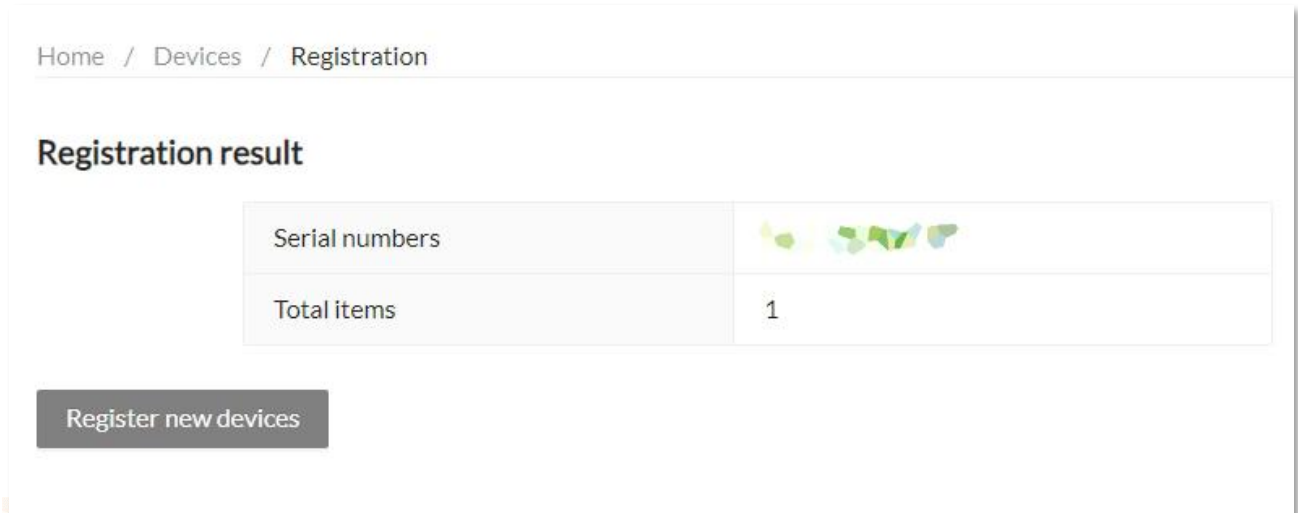 Home / Devices / Registration
Registration result
Serial numbers
Total items 1
Register new devices